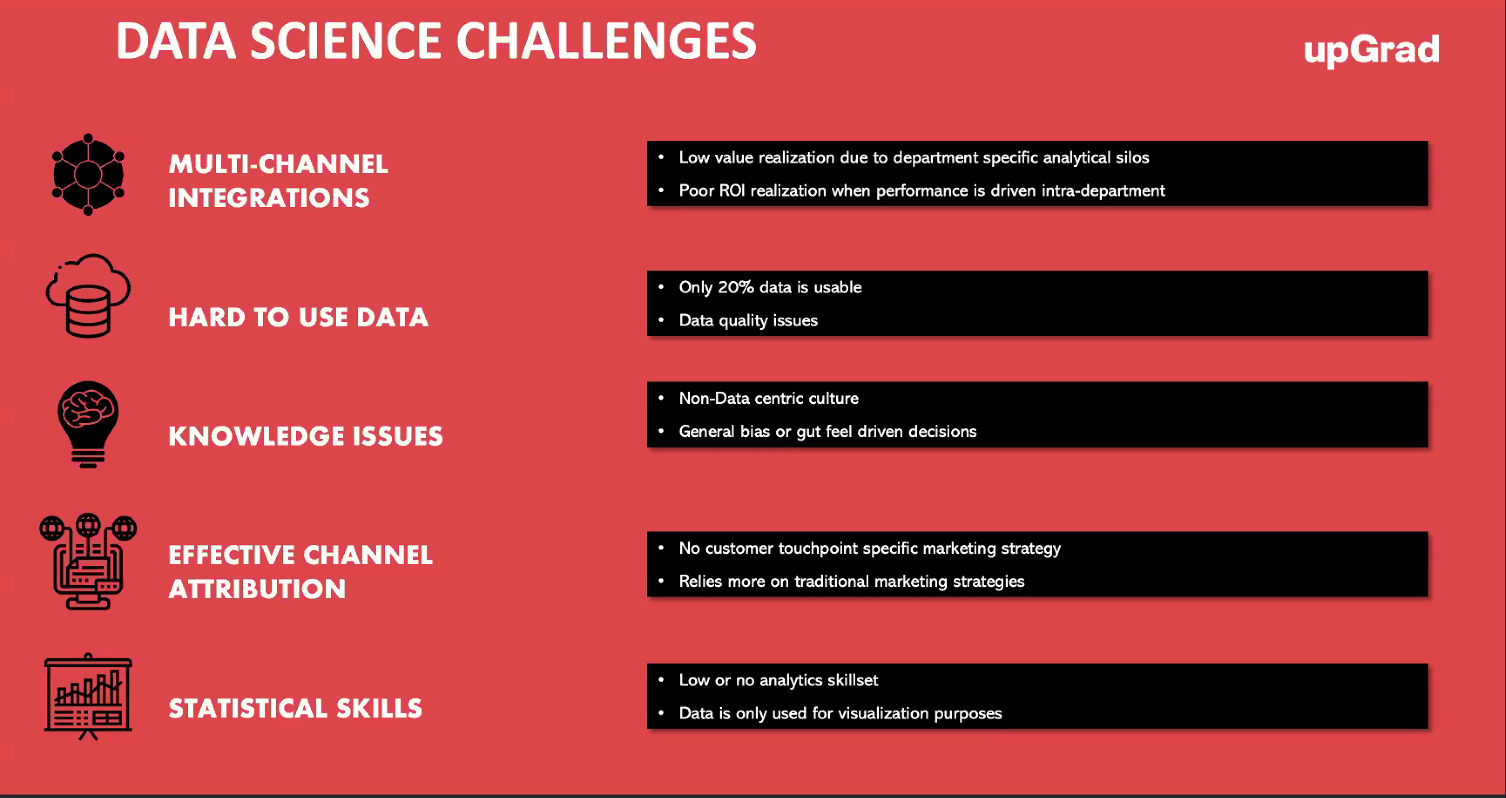 DATA SCIENCE CHALLENGES
upGrad
MULTI-CHANNEL
INTEGRATIONS
• Low value realization due to department specific analytical silos
• Poor ROI realization when performance is driven intra-department
HARD TO USE DATA
• Only 20% data is usable
• Data quality issues
KNOWLEDGE ISSUES
• Non-Data centric culture
• General bias or gut feel driven decisions
EFFECTIVE CHANNEL
ATTRIBUTION
• No customer touchpoint specific marketing strategy
• Relies more on traditional marketing strategies
STATISTICAL SKILLS
• Low or no analytics skillset
• Data is only used for visualization purposes